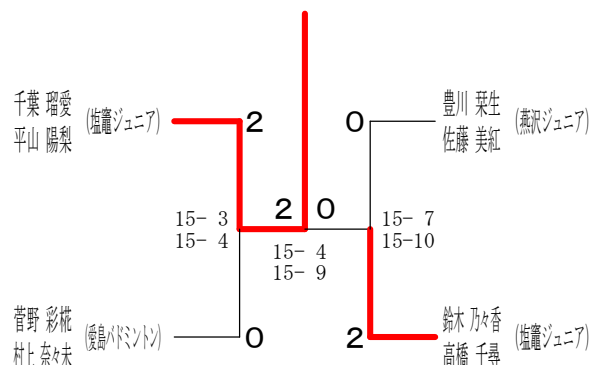 千葉 瑠愛
平山 陽梨
(塩竈ジュニア)
2
0
豊川 栞生
佐藤 美紅
(燕沢ジュニア)
15- 3
15- 4
2 0
15- 4
15- 9
15- 7
15-10
菅野 彩椛
村上 奈々未
(愛島バドミントン)
0
2
鈴木 乃々香
高橋 千尋
(塩竈ジュニア)